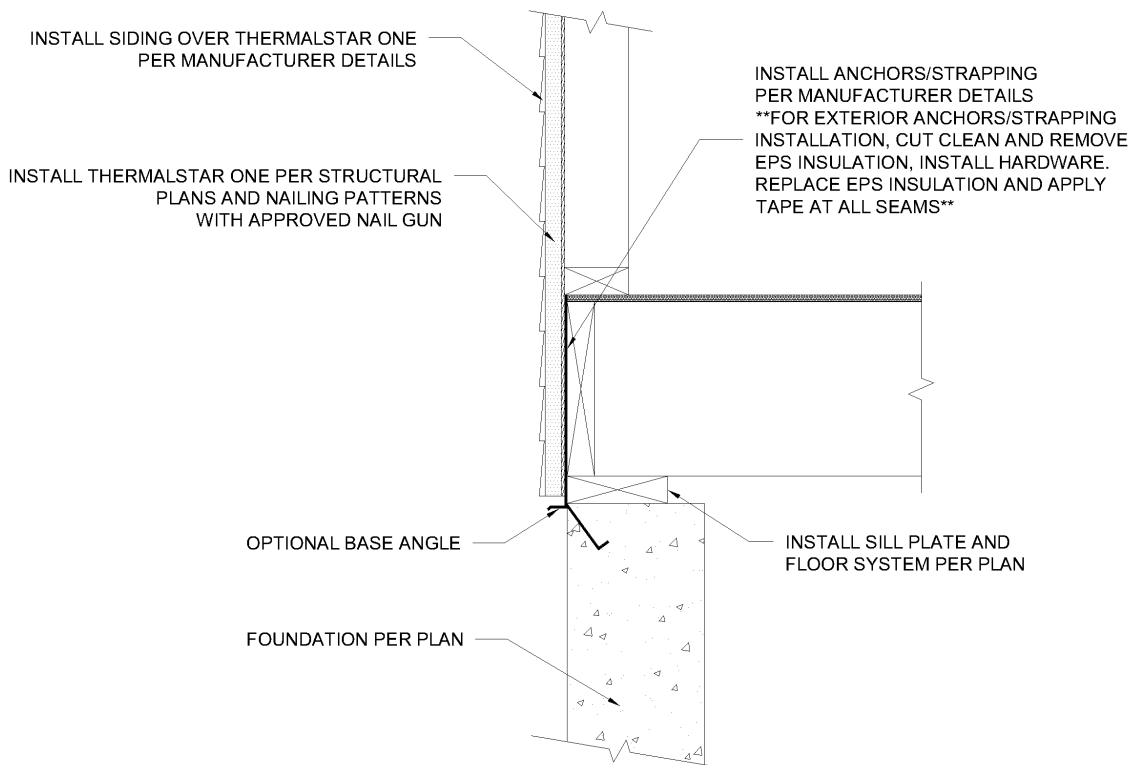 INSTALL SIDING OVER THERMALSTAR ONE
PER MANUFACTURER DETAILS
INSTALL THERMALSTAR ONE PER STRUCTURAL
PLANS AND NAILING PATTERNS
WITH APPROVED NAIL GUN
INSTALL ANCHORS/STRAPPING
PER MANUFACTURER DETAILS
**FOR EXTERIOR ANCHORS/STRAPPING
INSTALLATION, CUT CLEAN AND REMOVE
EPS INSULATION, INSTALL HARDWARE.
REPLACE EPS INSULATION AND APPLY
TAPE AT ALL SEAMS**
OPTIONAL BASE ANGLE
INSTALL SILL PLATE AND
FLOOR SYSTEM PER PLAN
FOUNDATION PER PLAN